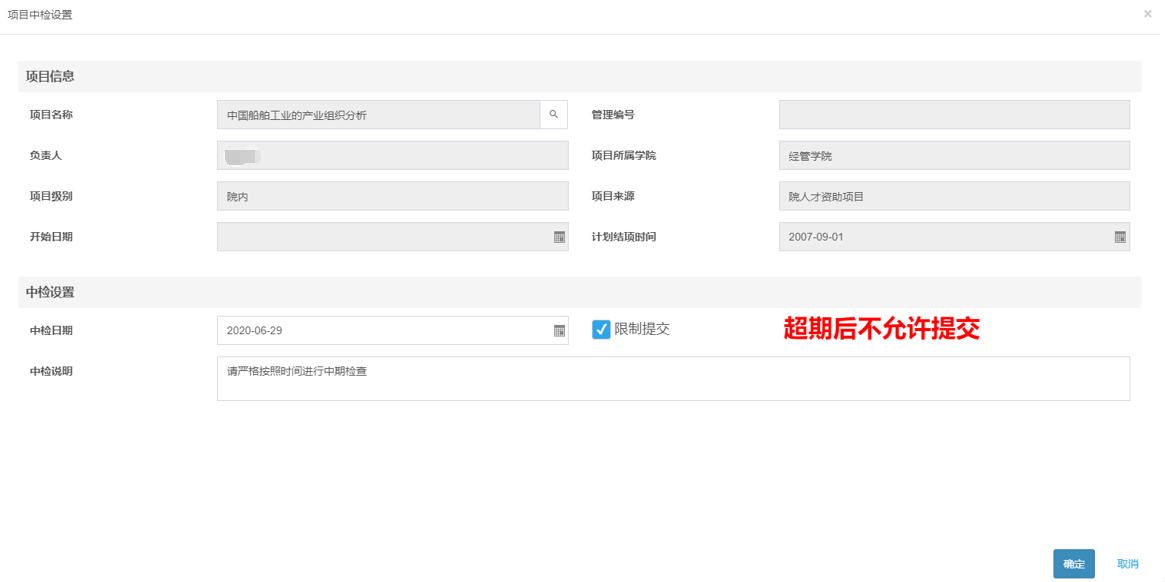 项目中检设置 ×
项目信息
项目名称 中国船舶工业的产业组织分析 管理编号
负责人 项目所属学院 经管学院
项目级别 院内 项目来源 院人才资助项目
开始日期 计划结项时间 2007-09-01
中检设置
中检日期 2020-06-29 限制提交 超期后不允许提交
中检说明 请严格按照时间进行中期检查
确定 取消